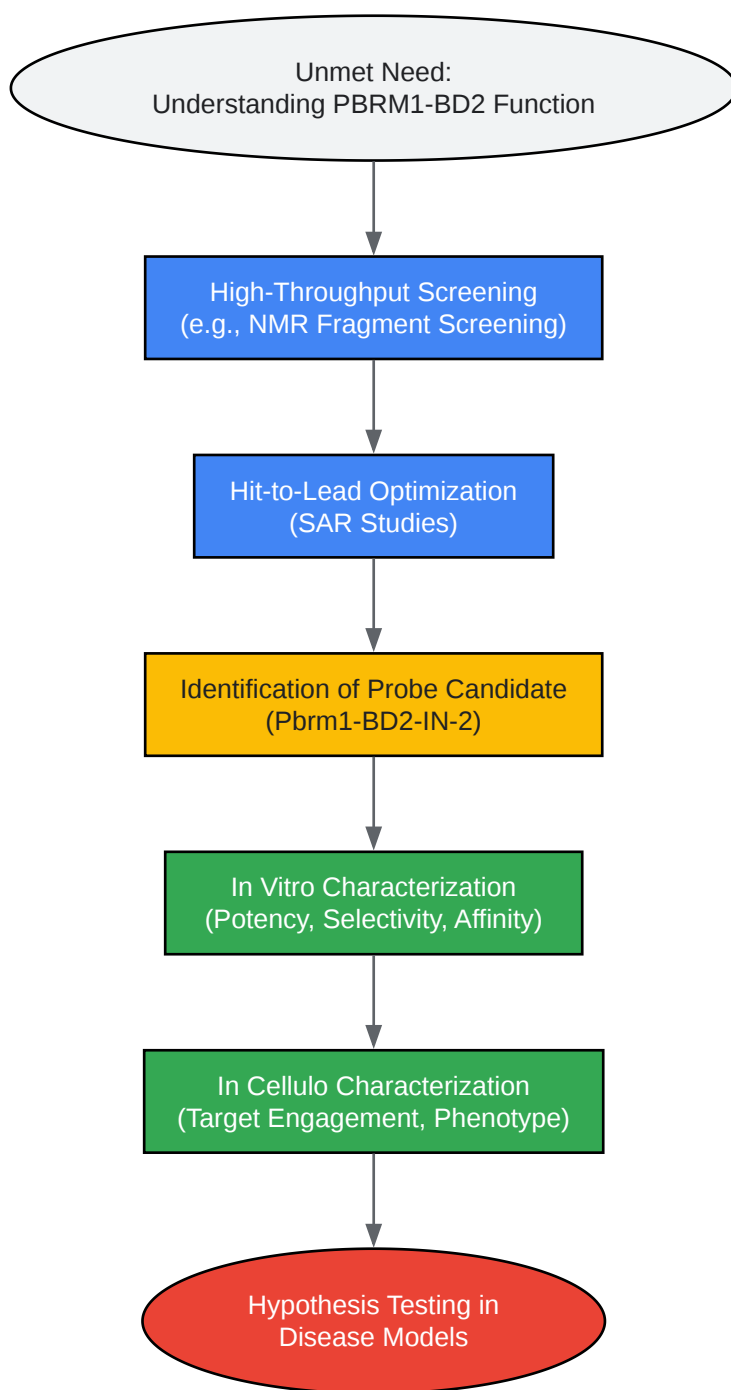 Unmet Need:
Understanding PBRM1-BD2 Function
High-Throughput Screening
(e.g., NMR Fragment Screening)
Hit-to-Lead Optimization
(SAR Studies)
Identification of Probe Candidate
(Pbrm1-BD2-IN-2)
In Vitro Characterization
(Potency, Selectivity, Affinity)
In Cellulo Characterization
(Target Engagement, Phenotype)
Hypothesis Testing in
Disease Models